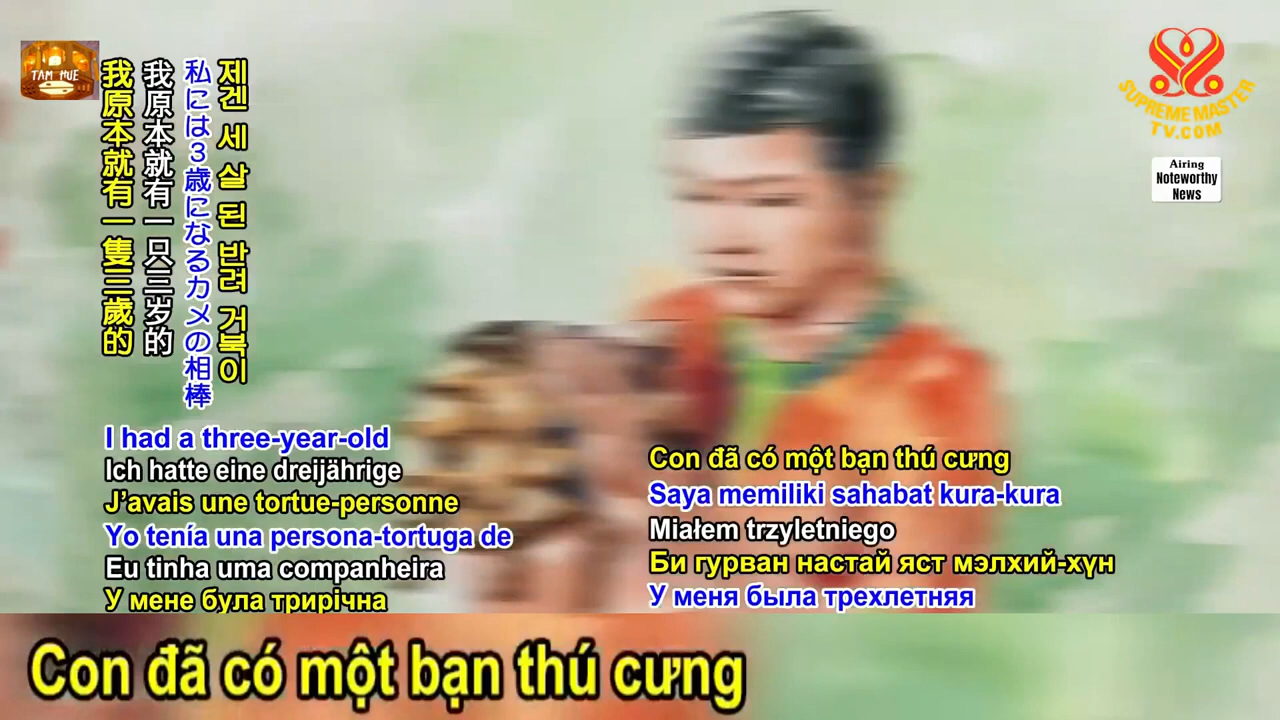 TAM HUE
我原本就有一隻三歲的
我原本就有一只三岁的
私には３歳になるカメの相棒
제겐 세 살 된 반려 거북이
SUPREME MASTER
TV.COM
Airing
Noteworthy
News
I had a three-year-old
Ich hatte eine dreijährige
J’avais une tortue-personne
Yo tenía una persona-tortuga de
Eu tinha uma companheira
У мене була трирічна
Con đã có một bạn thú cưng
Saya memiliki sahabat kura-kura
Miałem trzyletniego
Би гурван настай яст мэлхий-хүн
У меня была трехлетняя
Con đã có một bạn thú cưng